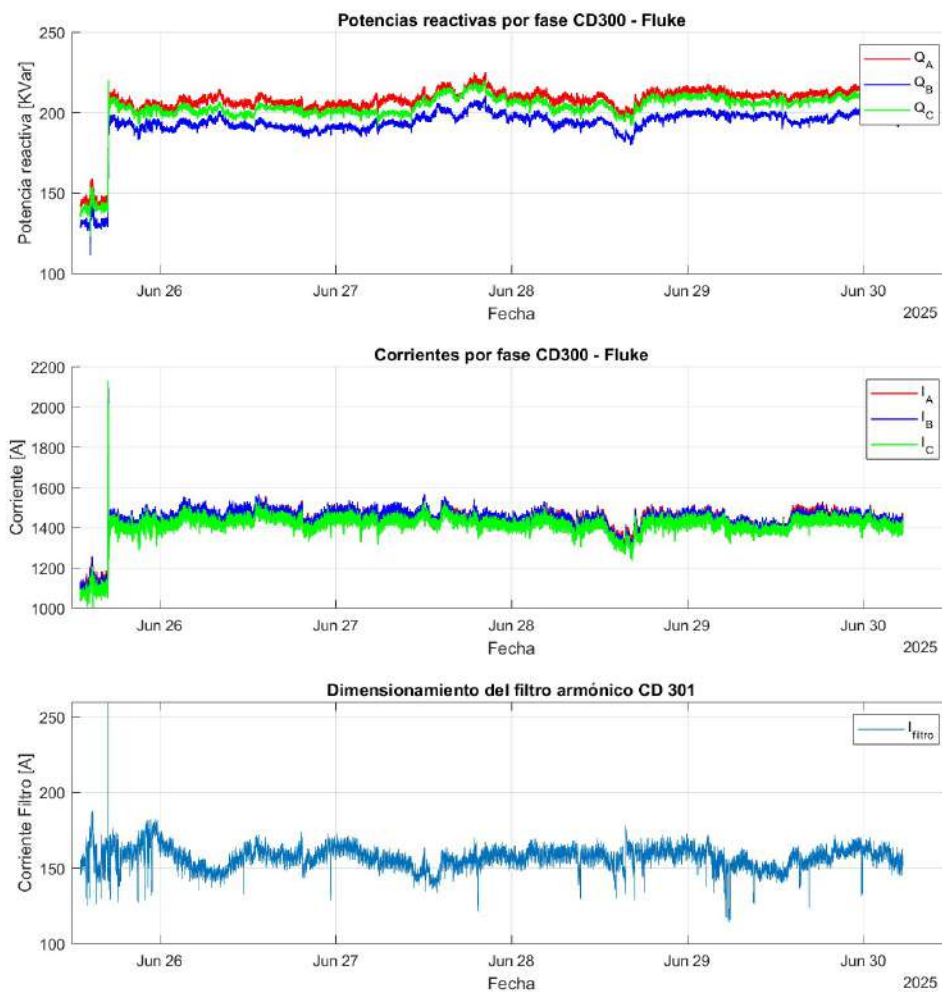 Potencias reactivas por fase CD300 - Fluke
Potencia reactiva [KVar]
250
200
150
100
Q_A
Q_B
Q_C
Jun 26
Jun 27
Jun 28
Jun 29
Jun 30
Fecha
2025
Corrientes por fase CD300 - Fluke
Corriente [A]
2200
2000
1800
1600
1400
1200
1000
I_A
I_B
I_C
Jun 26
Jun 27
Jun 28
Jun 29
Jun 30
Fecha
2025
Dimensionamiento del filtro armónico CD 301
Corriente Filtro [A]
250
200
150
100
I_filtro
Jun 26
Jun 27
Jun 28
Jun 29
Jun 30
Fecha
2025